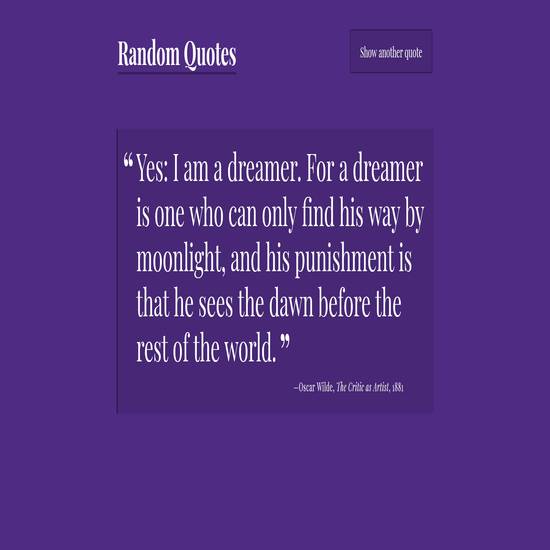 Random Quotes
Show another quote
“Yes: I am a dreamer. For a dreamer
is one who can only find his way by
moonlight, and his punishment is
that he sees the dawn before the
rest of the world.”
–Oscar Wilde, The Critic as Artist, 1881